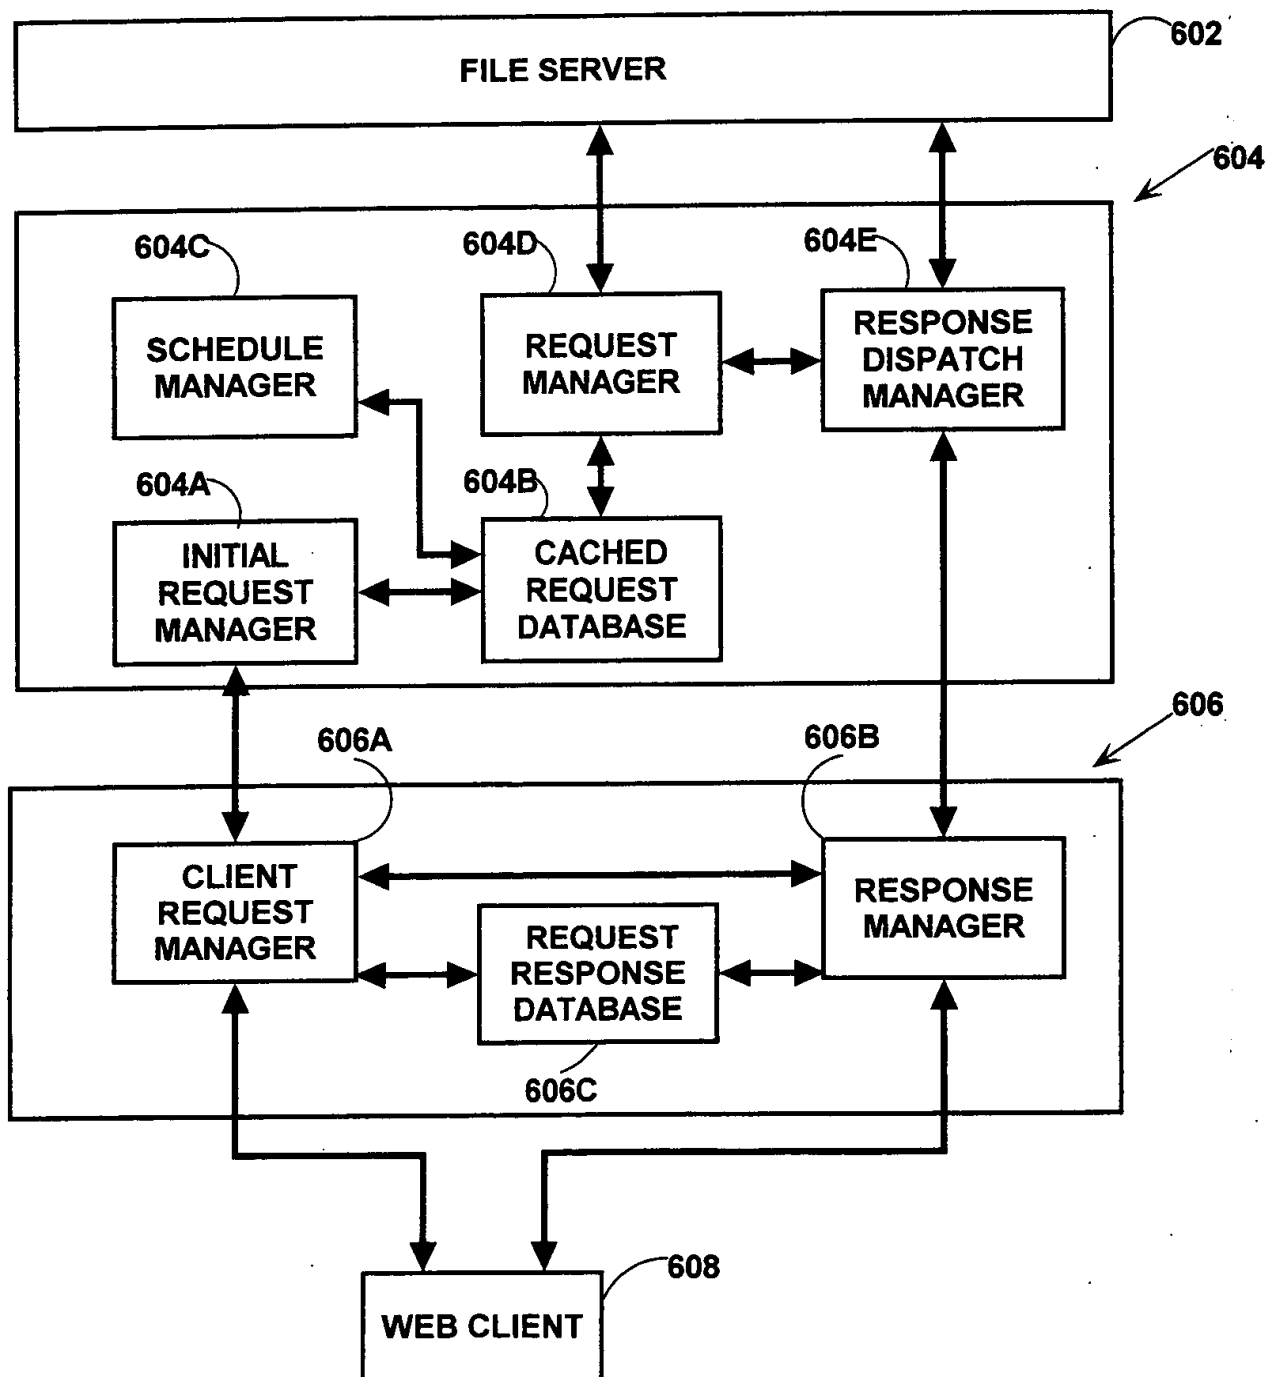 602
FILE SERVER
604
604C
604D
604E
SCHEDULE
MANAGER
REQUEST
MANAGER
RESPONSE
DISPATCH
MANAGER
604A
604B
INITIAL
REQUEST
MANAGER
CACHED
REQUEST
DATABASE
606
606A
606B
CLIENT
REQUEST
MANAGER
RESPONSE
MANAGER
REQUEST
RESPONSE
DATABASE
606C
608
WEB CLIENT